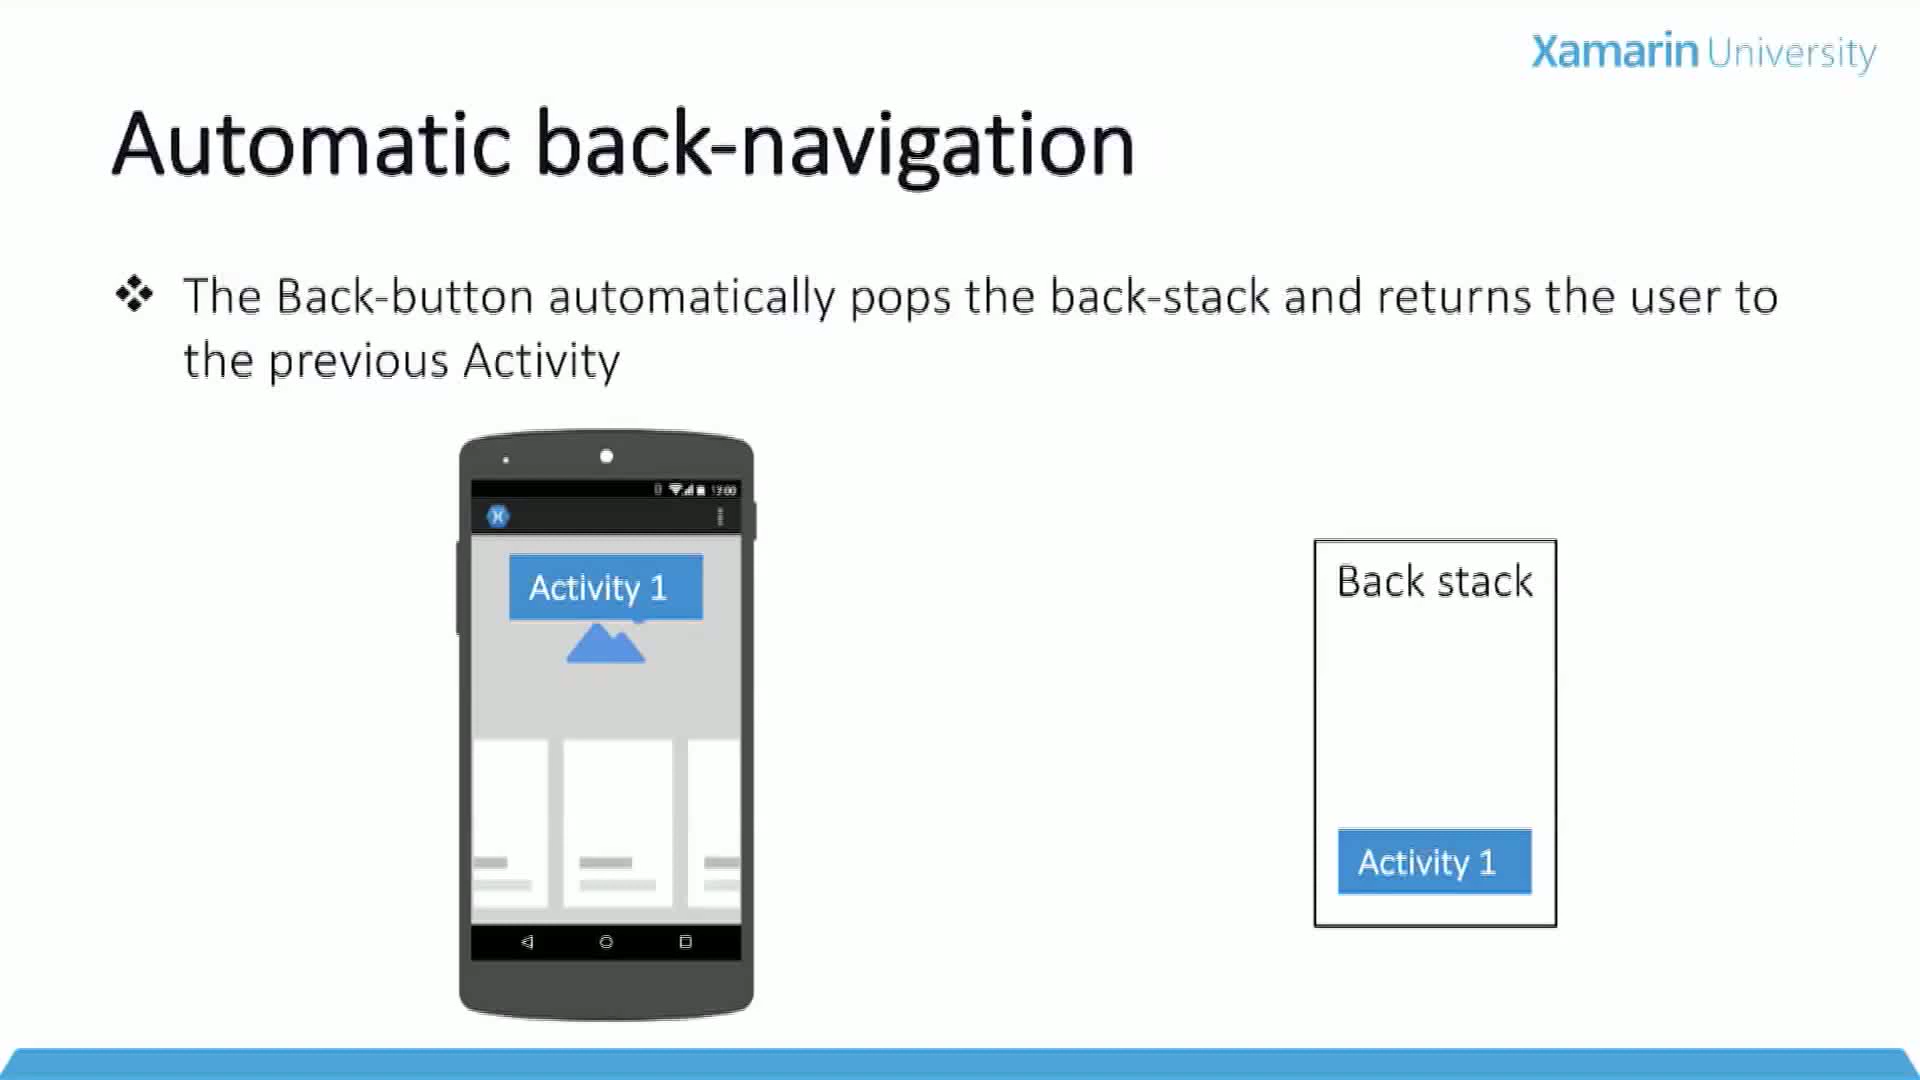 Xamarin University
Automatic back-navigation
❖ The Back-button automatically pops the back-stack and returns the user to
the previous Activity
Activity 1
Back stack
Activity 1